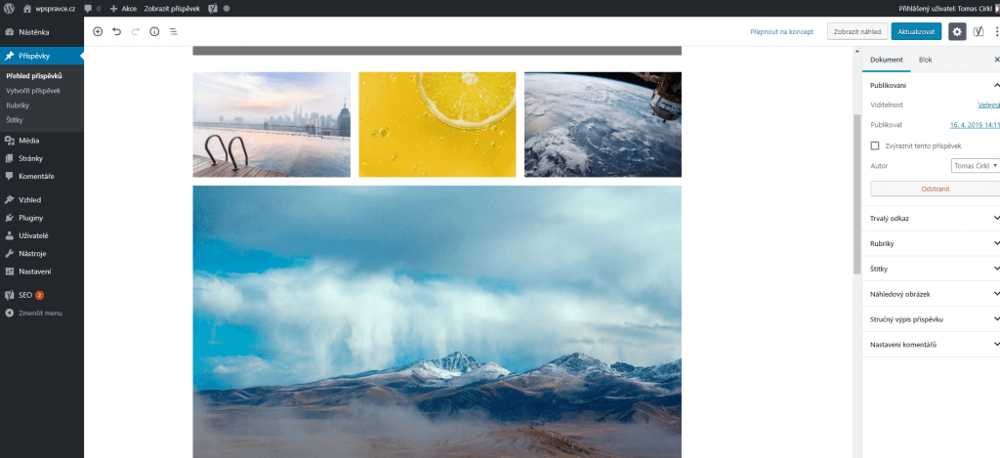 wpspravce.cz 0 Akce Zobrazit příspěvek Přihlášený uživatel: Tomas Cirkl
Nástěnka
Příspěvky
Přehled příspěvků
Vytvořit příspěvek
Rubriky
Štítky
Média
Stránky
Komentáře
Vzhled
Pluginy
Uživatelé
Nástroje
Nastavení
SEO 2
Zmenšit menu
Přepnout na koncept Zobrazit náhled Aktualizovat
Dokument Blok
Publikování
Viditelnost Veřejná
Publikovat 16. 4. 2019 14:11
Zvýraznit tento příspěvek
Autor Tomas Cirkl
Odstranit
Trvalý odkaz
Rubriky
Štítky
Náhledový obrázek
Stručný výpis příspěvku
Nastavení komentářů